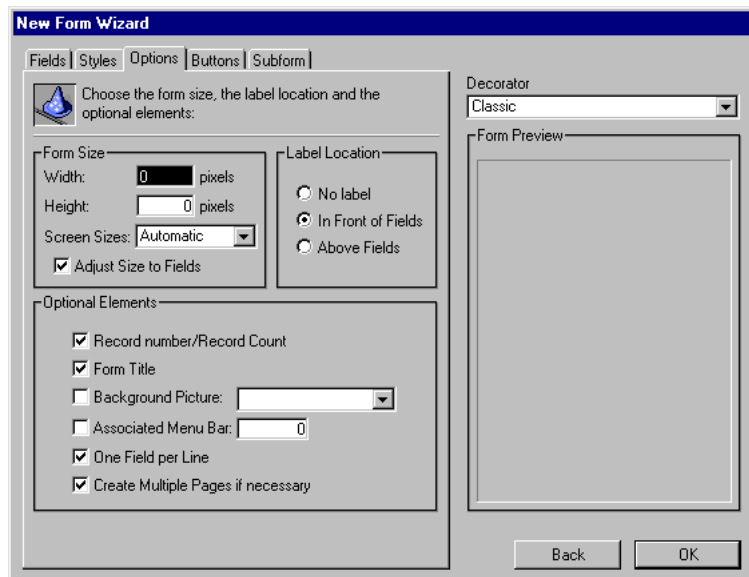 New Form Wizard
Fields Styles Options Buttons Subform
Choose the form size, the label location and the
optional elements:
Form Size
Width: 0 pixels
Height: 0 pixels
Screen Sizes: Automatic
Adjust Size to Fields
Label Location
No label
In Front of Fields
Above Fields
Optional Elements
Record number/Record Count
Form Title
Background Picture:
Associated Menu Bar: 0
One Field per Line
Create Multiple Pages if necessary
Decorator
Classic
Form Preview
Back OK